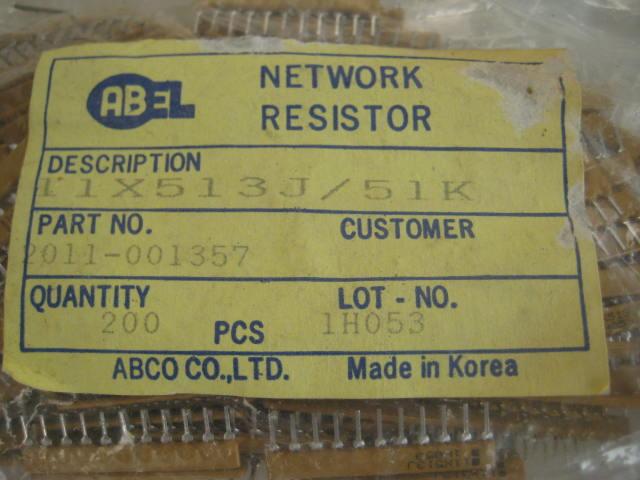 ABEL
NETWORK
RESISTOR
DESCRIPTION
11X513J/51K
PART NO.
CUSTOMER
2011-001357
QUANTITY
LOT - NO.
200 PCS
1H053
ABCO CO.,LTD.
Made in Korea